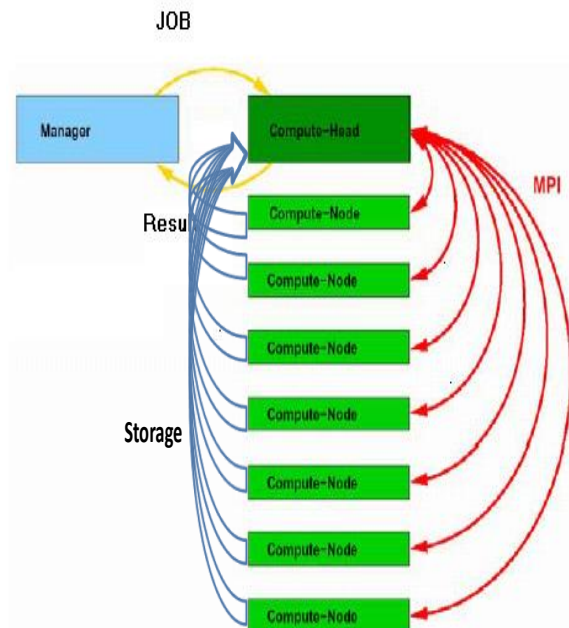 JOB
Manager
Compute-Head
MPI
Compute-Node
Resu
Compute-Node
Compute-Node
Compute-Node
Storage
Compute-Node
Compute-Node
Compute-Node